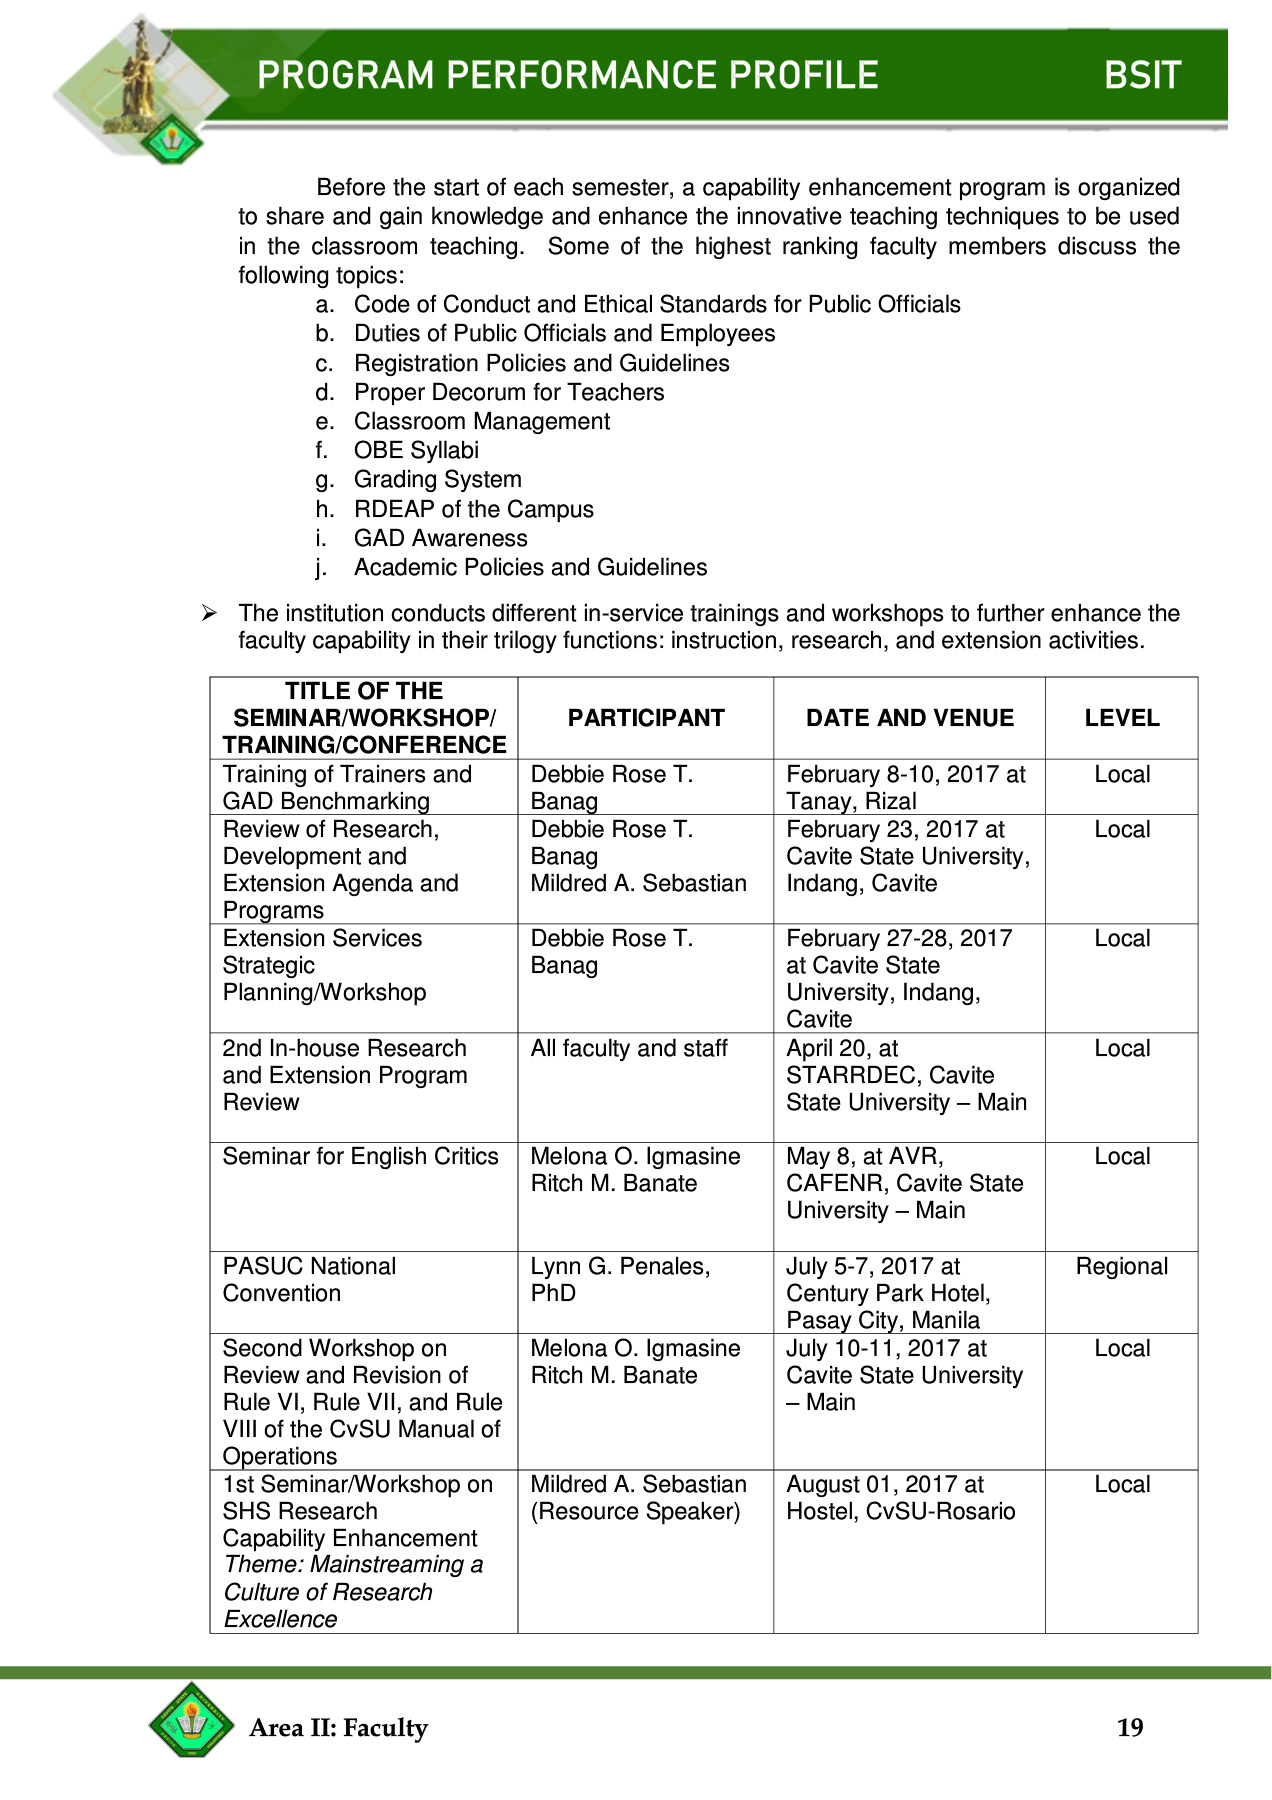 PROGRAM PERFORMANCE PROFILE BSIT
Before the start of each semester, a capability enhancement program is organized
to share and gain knowledge and enhance the innovative teaching techniques to be used
in the classroom teaching. Some of the highest ranking faculty members discuss the
following topics:
a. Code of Conduct and Ethical Standards for Public Officials
b. Duties of Public Officials and Employees
c. Registration Policies and Guidelines
d. Proper Decorum for Teachers
e. Classroom Management
f. OBE Syllabi
g. Grading System
h. RDEAP of the Campus
i. GAD Awareness
j. Academic Policies and Guidelines
➢ The institution conducts different in-service trainings and workshops to further enhance the
faculty capability in their trilogy functions: instruction, research, and extension activities.
TITLE OF THE
SEMINAR/WORKSHOP/
TRAINING/CONFERENCE
PARTICIPANT
DATE AND VENUE
LEVEL
Training of Trainers and
GAD Benchmarking
Debbie Rose T.
Banag
February 8-10, 2017 at
Tanay, Rizal
Local
Review of Research,
Development and
Extension Agenda and
Programs
Debbie Rose T.
Banag
Mildred A. Sebastian
February 23, 2017 at
Cavite State University,
Indang, Cavite
Local
Extension Services
Strategic
Planning/Workshop
Debbie Rose T.
Banag
February 27-28, 2017
at Cavite State
University, Indang,
Cavite
Local
2nd In-house Research
and Extension Program
Review
All faculty and staff
April 20, at
STARRDEC, Cavite
State University – Main
Local
Seminar for English Critics
Melona O. Igmasine
Ritch M. Banate
May 8, at AVR,
CAFENR, Cavite State
University – Main
Local
PASUC National
Convention
Lynn G. Penales,
PhD
July 5-7, 2017 at
Century Park Hotel,
Pasay City, Manila
Regional
Second Workshop on
Review and Revision of
Rule VI, Rule VII, and Rule
VIII of the CvSU Manual of
Operations
Melona O. Igmasine
Ritch M. Banate
July 10-11, 2017 at
Cavite State University
– Main
Local
1st Seminar/Workshop on
SHS Research
Capability Enhancement
Theme: Mainstreaming a
Culture of Research
Excellence
Mildred A. Sebastian
(Resource Speaker)
August 01, 2017 at
Hostel, CvSU-Rosario
Local
Area II: Faculty 19